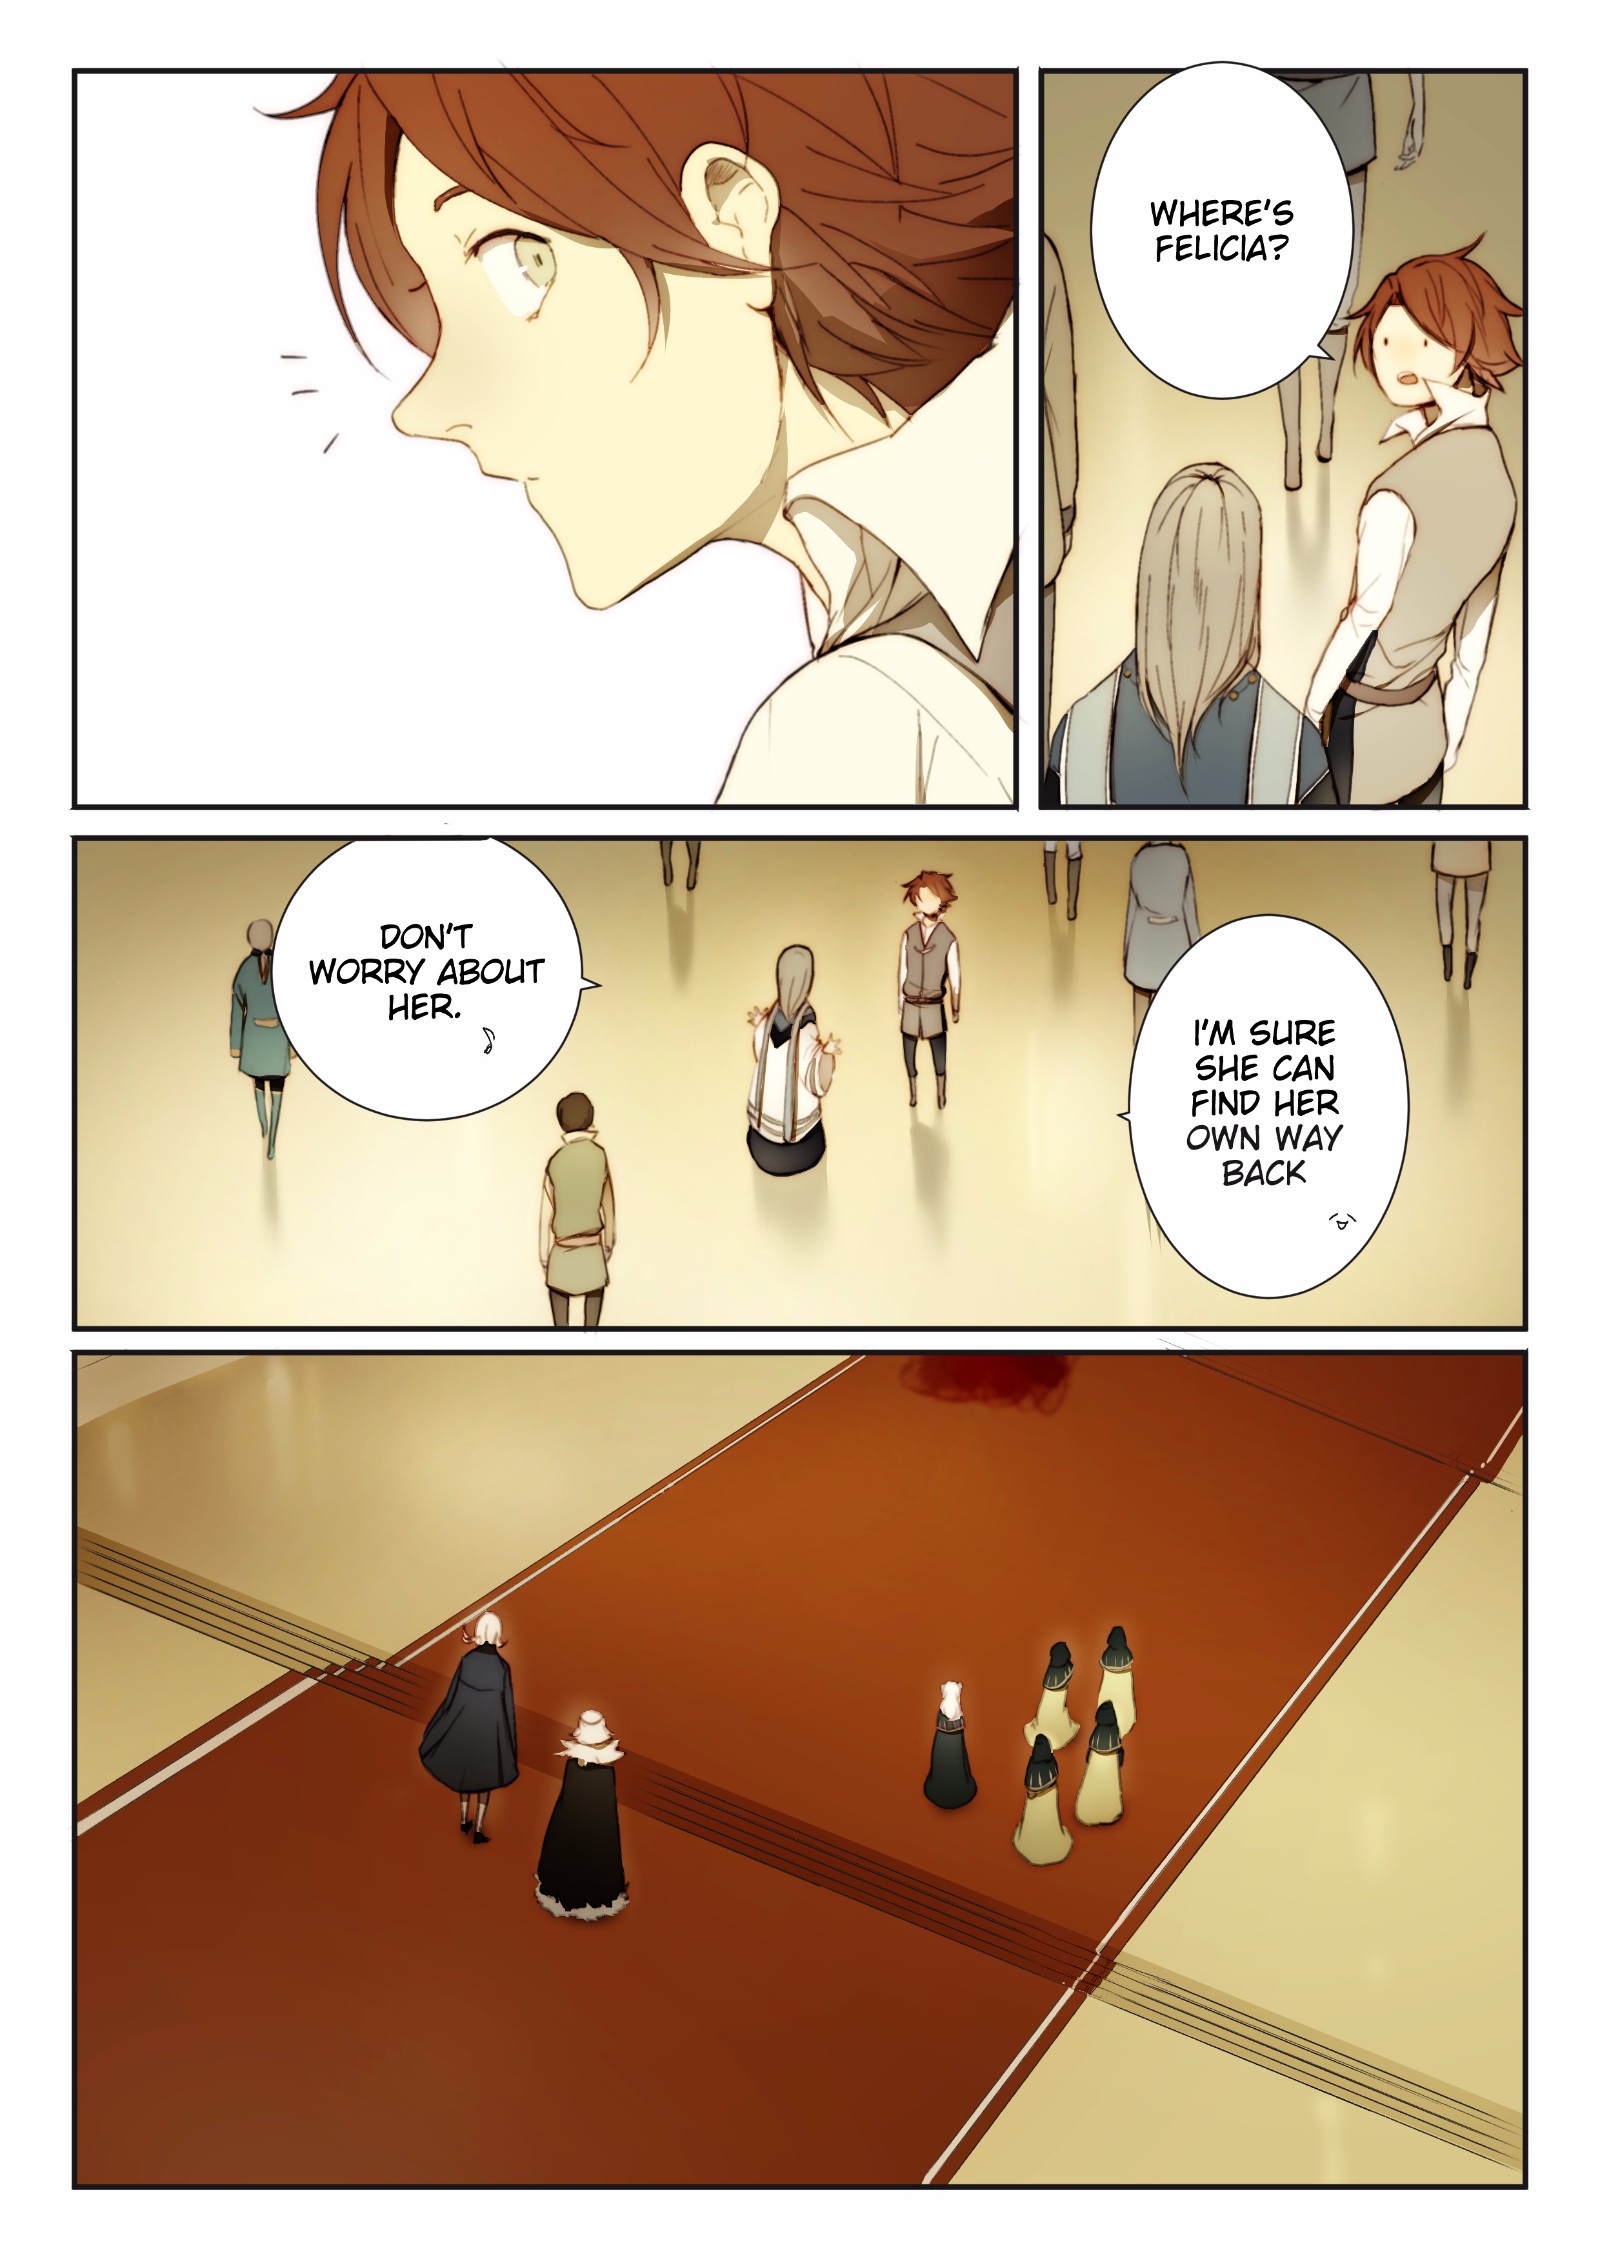 WHERE'S
FELICIA?
DON'T
WORRY ABOUT
HER.
I'M SURE
SHE CAN
FIND HER
OWN WAY
BACK